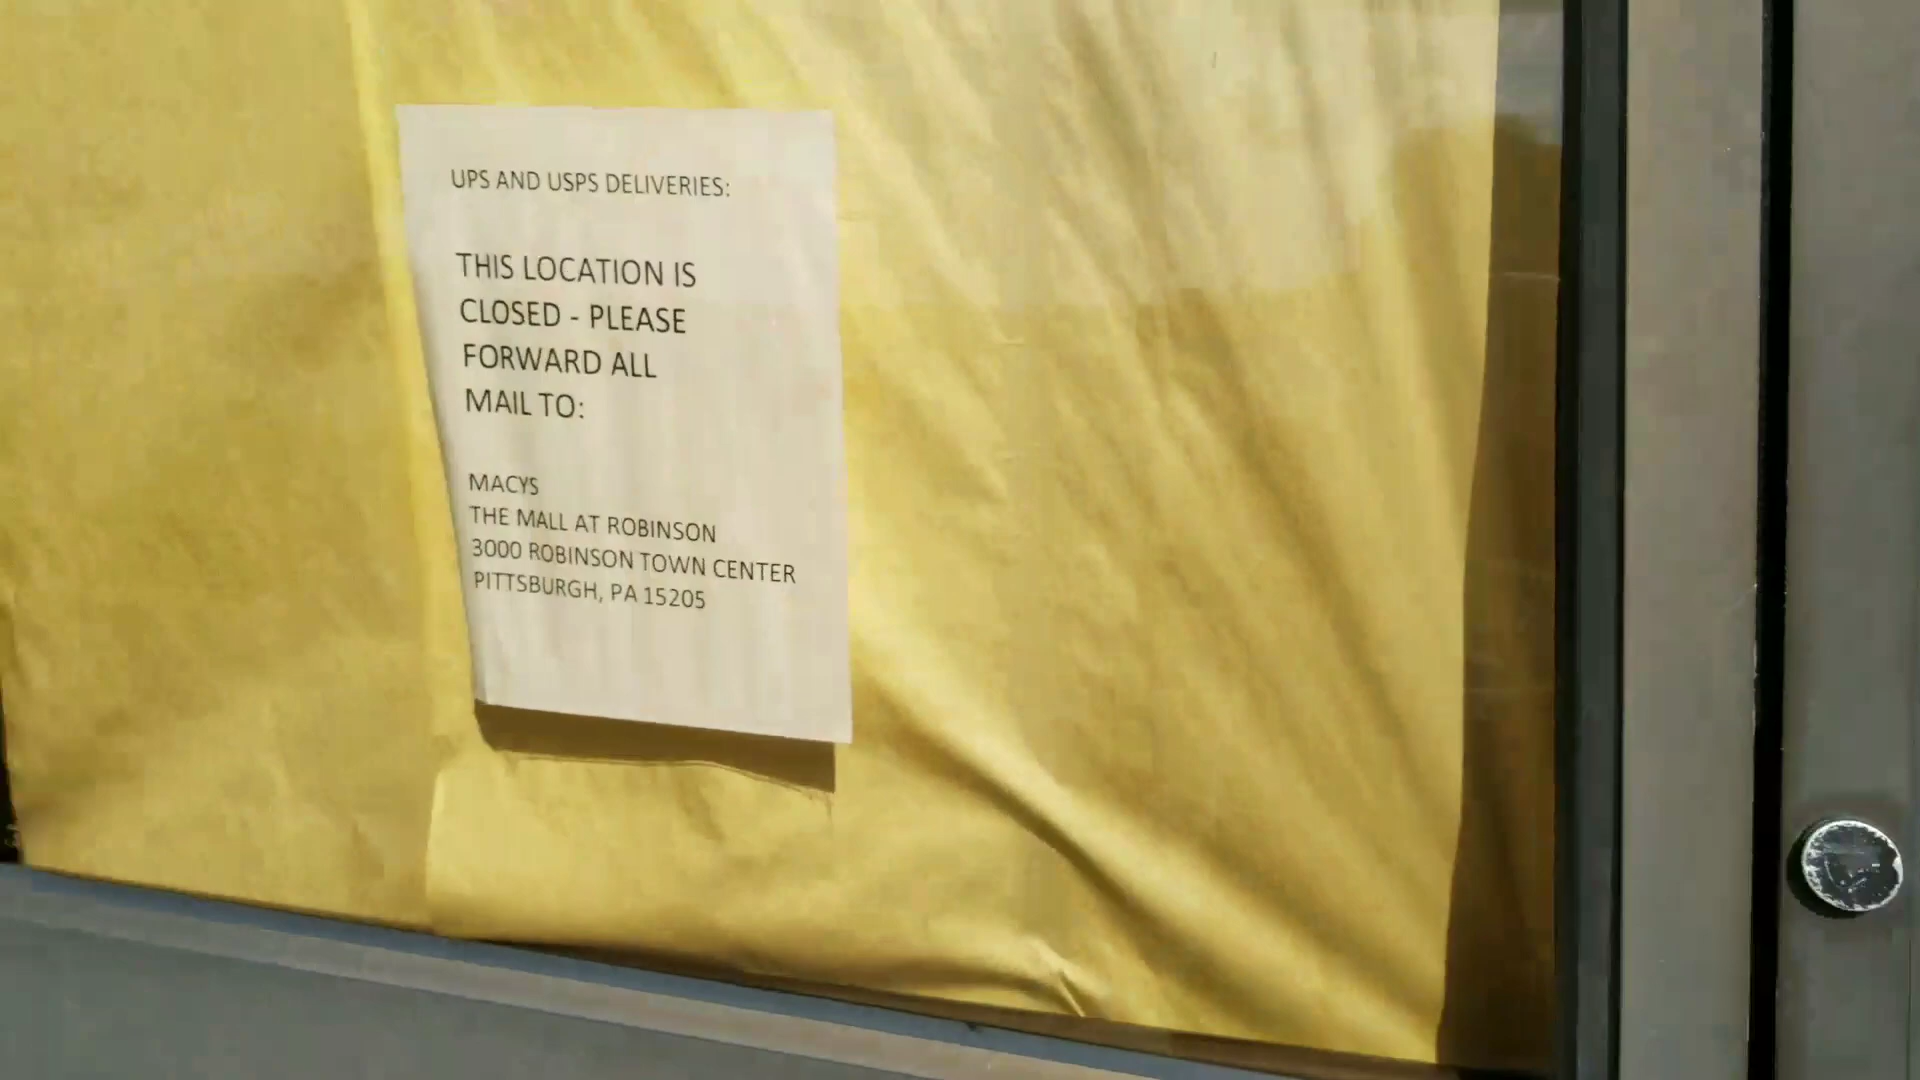 UPS AND USPS DELIVERIES:
THIS LOCATION IS
CLOSED - PLEASE
FORWARD ALL
MAIL TO:
MACYS
THE MALL AT ROBINSON
3000 ROBINSON TOWN CENTER
PITTSBURGH, PA 15205